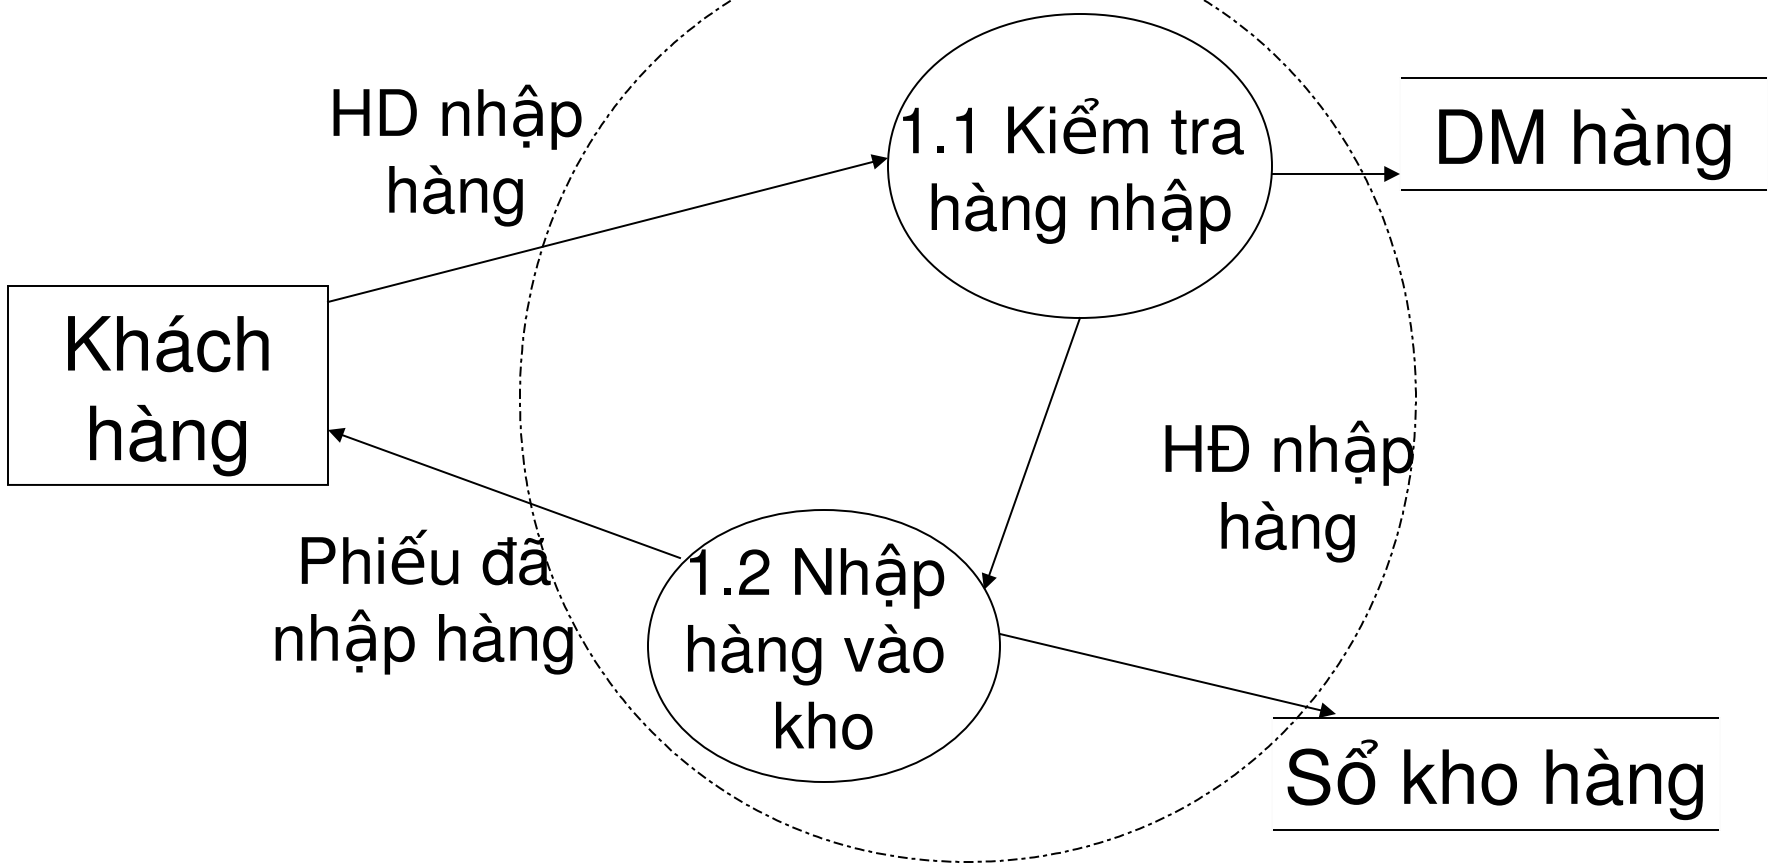 HD nhập
hàng
1.1 Kiểm tra
hàng nhập
DM hàng
Khách
hàng
HĐ nhập
hàng
Phiếu đã
nhập hàng
1.2 Nhập
hàng vào
kho
Sổ kho hàng